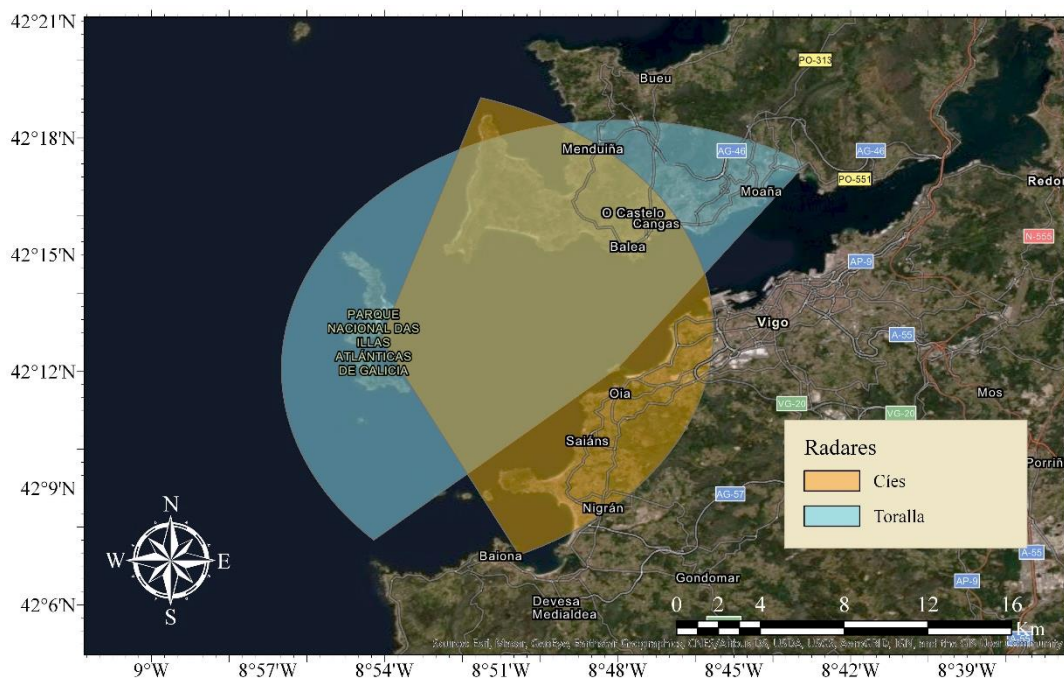 42°21'N
42°18'N
42°15'N
42°12'N
42°9'N
42°6'N
PO-313
Bueu
Menduiña
AG-46
AG-46
PO-551
Moaña
O Castelo
Cangas
Balea
N-555
AP-9
PARQUE
NACIONAL DAS
ILLAS
ATLÁNTICAS
DE GALICIA
Vigo
A-55
Oia
Mos
VG-20
VG-20
Saiáns
Radares
Cíes
Toralla
AG-57
Nigrán
N
W E
S
Baiona
A-55
Gondomar
AP-9
Devesa
Medialdea
0 2 4 8 12 16
Km
9°W 8°57'W 8°54'W 8°51'W 8°48'W 8°45'W 8°42'W 8°39'W